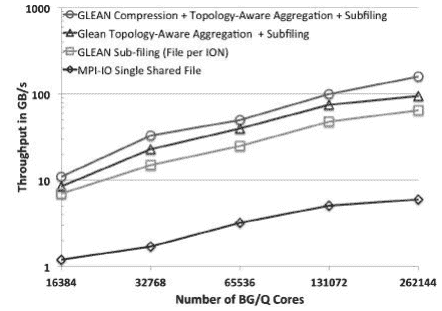 1000
GLEAN Compression + Topology-Aware Aggregation + Subfiling
Glean Topology-Aware Aggregation + Subfiling
GLEAN Sub-filing (File per ION)
MPI-IO Single Shared File
100
10
1
Throughput in GB/s
16384 32768 65536 131072 262144
Number of BG/Q Cores